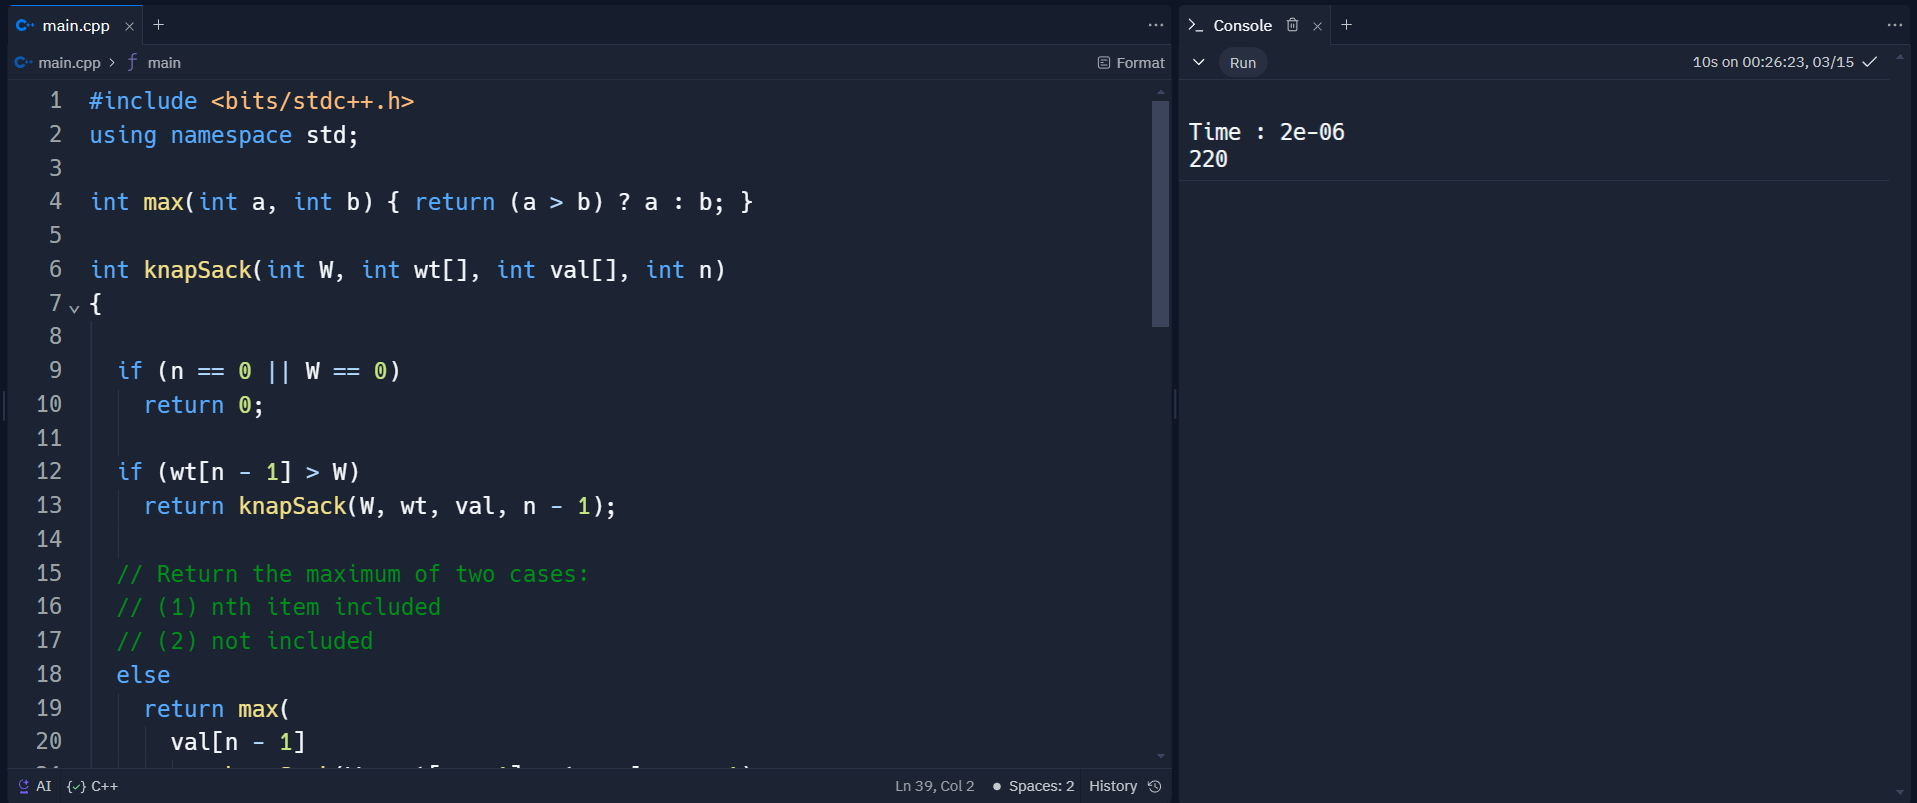 main.cpp
main.cpp > ƒ main
Format
1 #include <bits/stdc++.h>
2 using namespace std;
3
4 int max(int a, int b) { return (a > b) ? a : b; }
5
6 int knapSack(int W, int wt[], int val[], int n)
7 {
8
9 if (n == 0 || W == 0)
10 return 0;
11
12 if (wt[n - 1] > W)
13 return knapSack(W, wt, val, n - 1);
14
15 // Return the maximum of two cases:
16 // (1) nth item included
17 // (2) not included
18 else
19 return max(
20 val[n - 1]
AI {✓} C++
Ln 39, Col 2
Spaces: 2
History
Console
Run
10s on 00:26:23, 03/15
Time : 2e-06
220